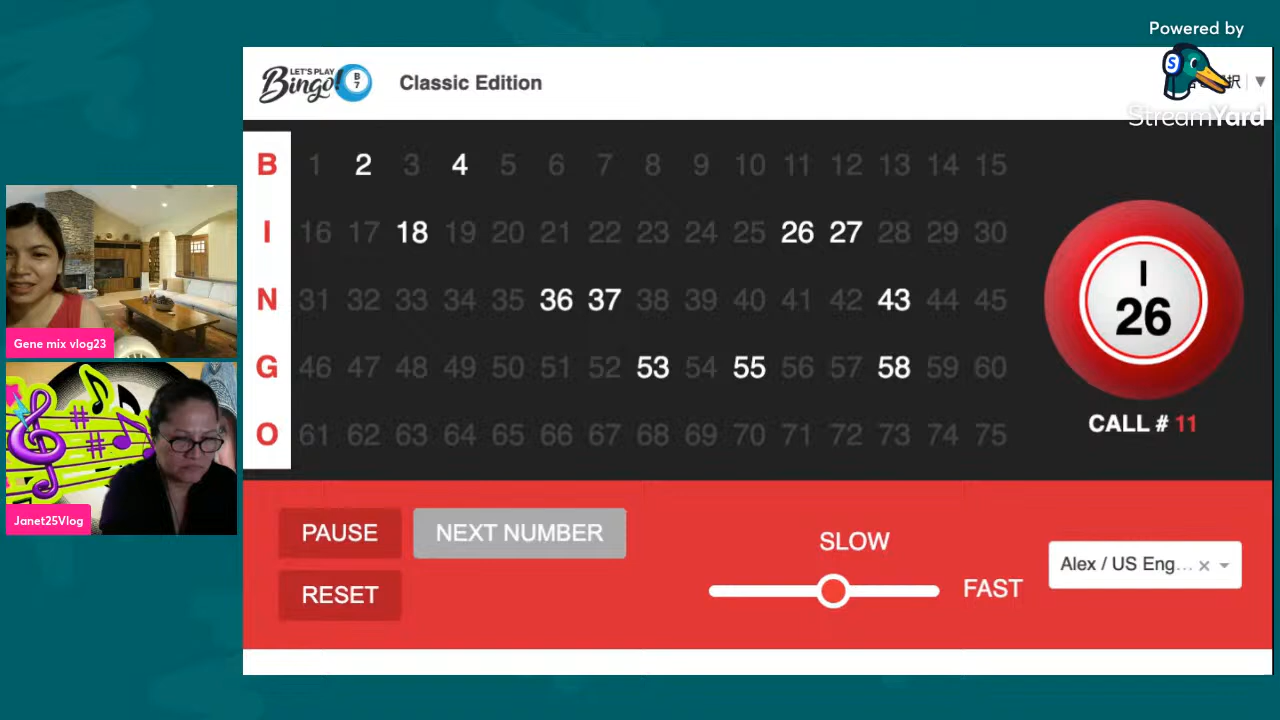 Powered by
StreamYard
LET'S PLAY
Bingo!
B
7
Classic Edition
B 1 2 3 4 5 6 7 8 9 10 11 12 13 14 15
I 16 17 18 19 20 21 22 23 24 25 26 27 28 29 30
N 31 32 33 34 35 36 37 38 39 40 41 42 43 44 45
G 46 47 48 49 50 51 52 53 54 55 56 57 58 59 60
O 61 62 63 64 65 66 67 68 69 70 71 72 73 74 75
I
26
CALL # 11
Gene mix vlog23
Janet25Vlog
PAUSE
NEXT NUMBER
RESET
SLOW
FAST
Alex / US Eng...